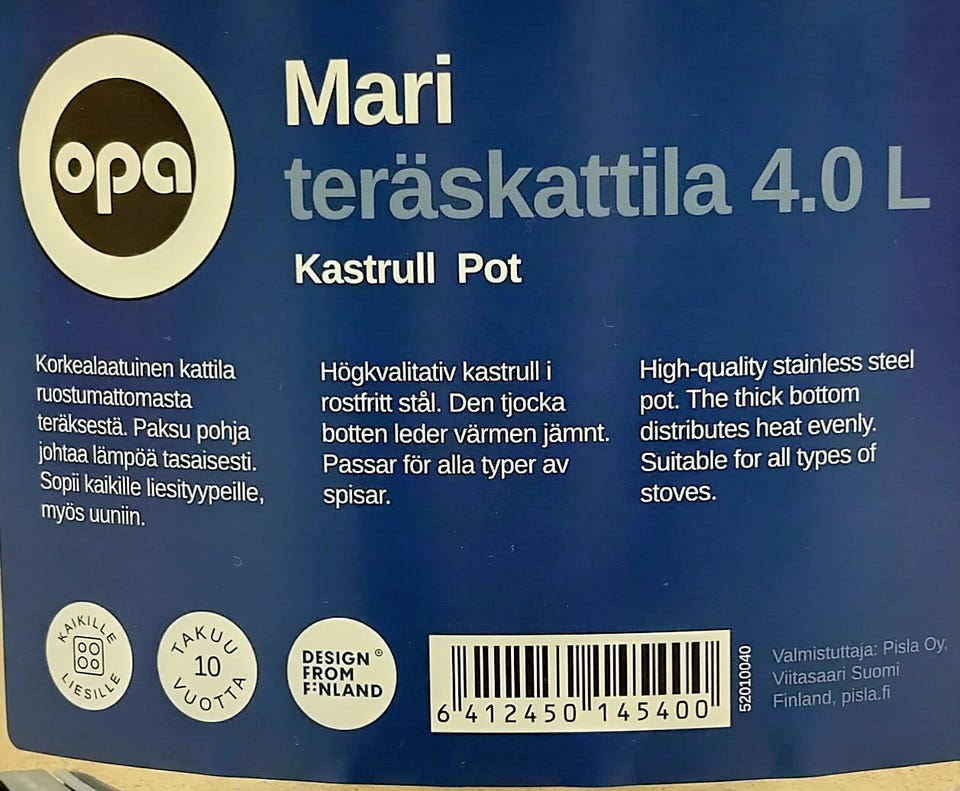 opa
Mari
teräskattila 4.0 L
Kastrull Pot
Korkealaatuinen kattila
ruostumattomasta
teräksestä. Paksu pohja
johtaa lämpöä tasaisesti.
Sopii kaikille liesityypeille,
myös uuniin.
Högkvalitativ kastrull i
rostfritt stål. Den tjocka
botten leder värmen jämnt.
Passar för alla typer av
spisar.
High-quality stainless steel
pot. The thick bottom
distributes heat evenly.
Suitable for all types of
stoves.
KAIKILLE
LIESILLE
TAKUU
10
VUOTTA
DESIGN ®
FROM
FINLAND
6 412450 145400
52010040
Valmistuttaja: Pisla Oy,
Viitasaari Suomi
Finland, pisla.fi